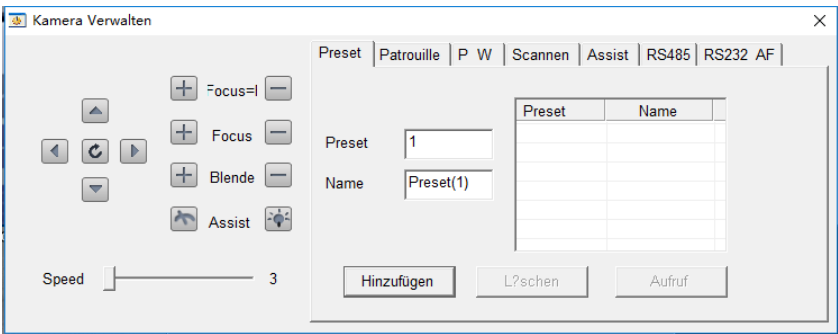 Kamera Verwalten
Preset Patrouille P W Scannen Assist RS485 RS232 AF
Focus=I
Focus
Blende
Assist
Speed 3
Preset 1
Name Preset(1)
Preset Name
Hinzufügen L?schen Aufruf